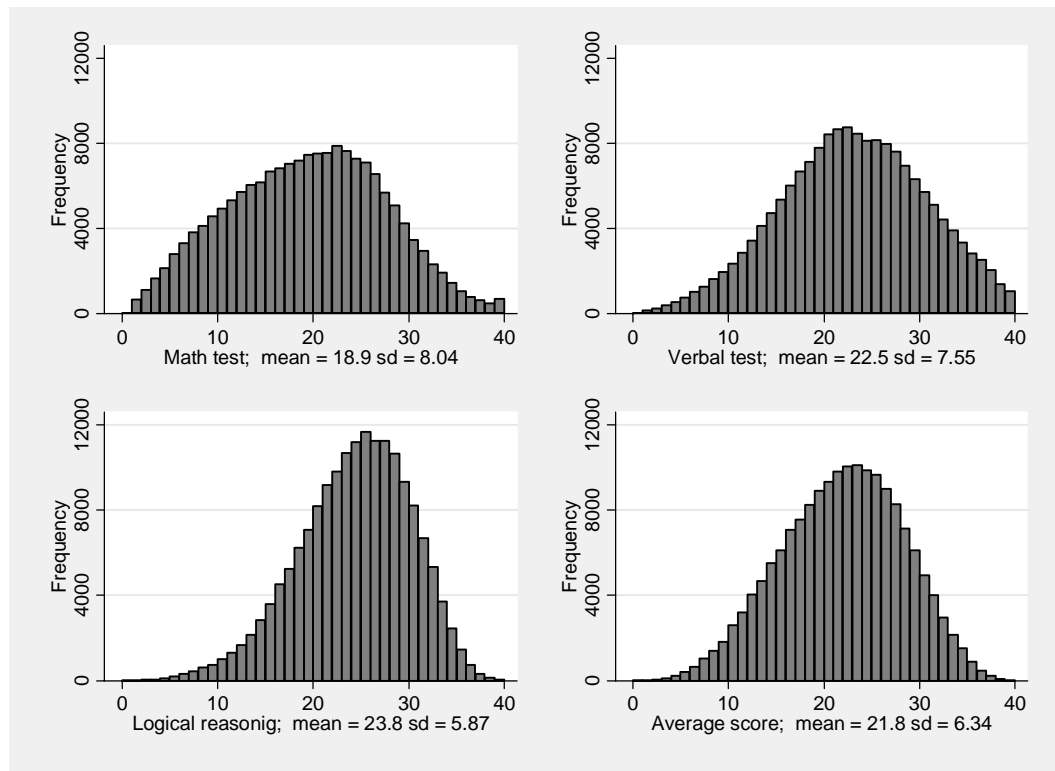 Frequency
0 4000 8000 12000
0 10 20 30 40
Math test; mean = 18.9 sd = 8.04
Frequency
0 4000 8000 12000
0 10 20 30 40
Verbal test; mean = 22.5 sd = 7.55
Frequency
0 4000 8000 12000
0 10 20 30 40
Logical reasonig; mean = 23.8 sd = 5.87
Frequency
0 4000 8000 12000
0 10 20 30 40
Average score; mean = 21.8 sd = 6.34